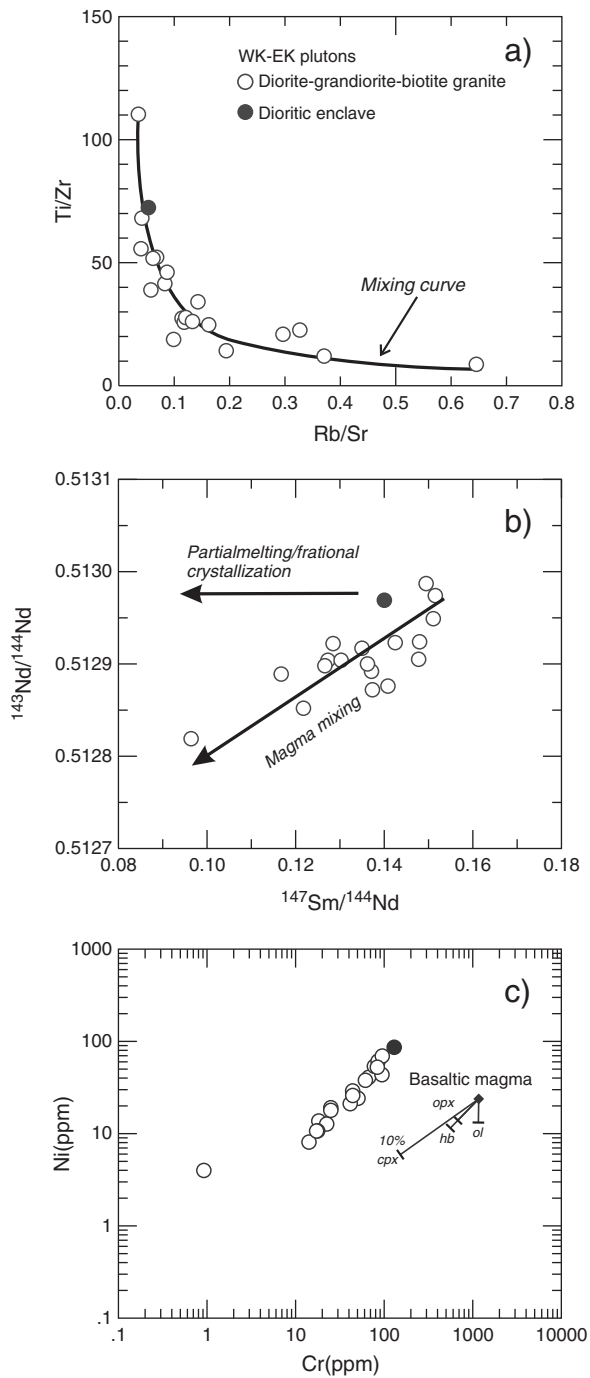 a)
WK-EK plutons
Diorite-grandiorite-biotite granite
Dioritic enclave
150
100
50
0
Ti/Zr
Mixing curve
0.0 0.1 0.2 0.3 0.4 0.5 0.6 0.7 0.8
Rb/Sr
b)
0.5131
0.5130
0.5129
0.5128
0.5127
143Nd/144Nd
Partialmelting/frational
crystallization
Magma mixing
0.08 0.10 0.12 0.14 0.16 0.18
147Sm/144Nd
c)
1000
100
10
1
.1
Ni(ppm)
Basaltic magma
opx
10%
cpx
hb
ol
.1 1 10 100 1000 10000
Cr(ppm)